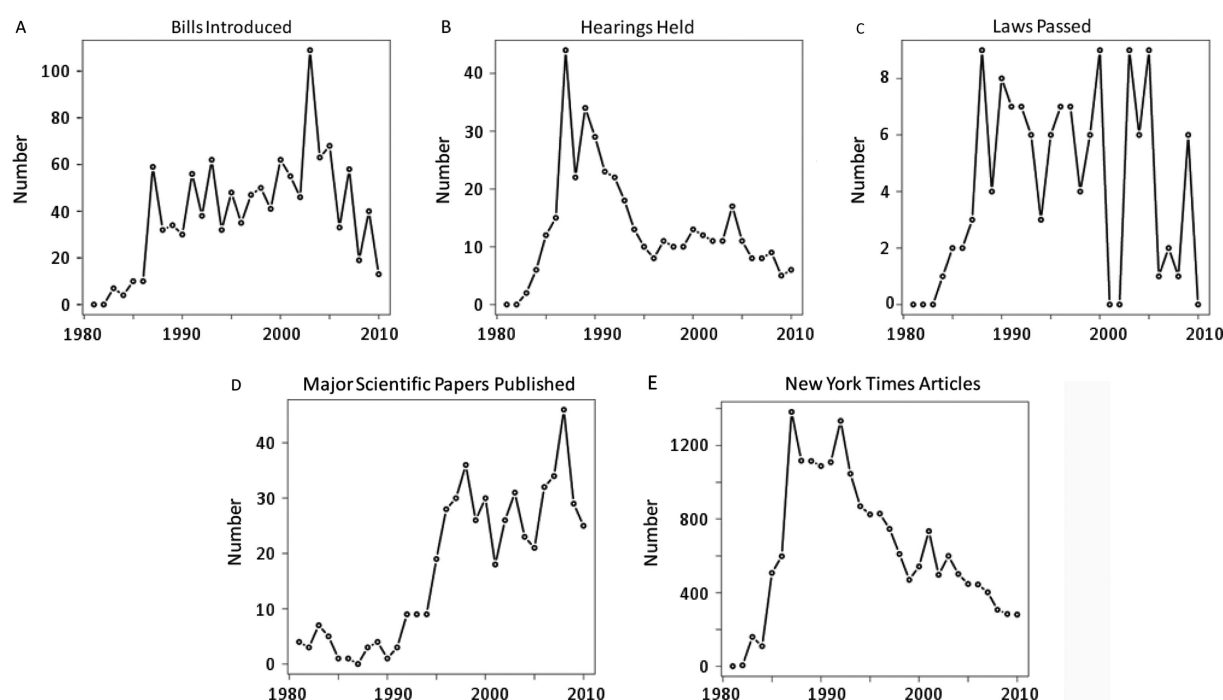 A Bills Introduced
Number
100
80
60
40
20
0
1980 1990 2000 2010
B Hearings Held
Number
40
30
20
10
0
1980 1990 2000 2010
C Laws Passed
Number
8
6
4
2
0
1980 1990 2000 2010
D Major Scientific Papers Published
Number
40
30
20
10
0
1980 1990 2000 2010
E New York Times Articles
Number
1200
800
400
0
1980 1990 2000 2010